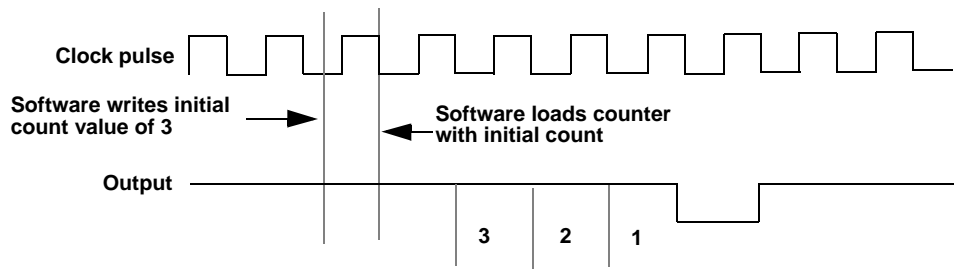 Clock pulse
Software writes initial
count value of 3
Software loads counter
with initial count
Output
3 2 1